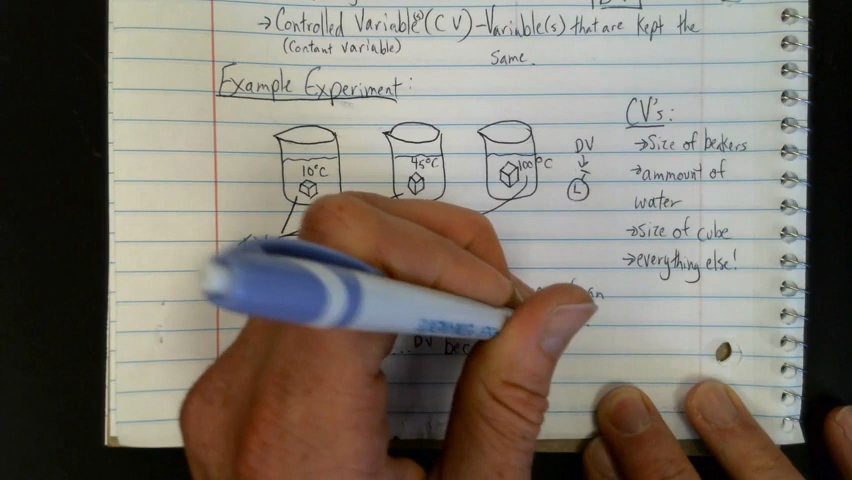 → Controlled Variable(s) (CV) - Variable(s) that are kept the
(Contant Variable)
same.
Example Experiment:
10°C
45°C
100°C
DV
L
CV's:
→ Size of beakers
→ ammount of
water
→ size of cube
→ everything else!
... DV